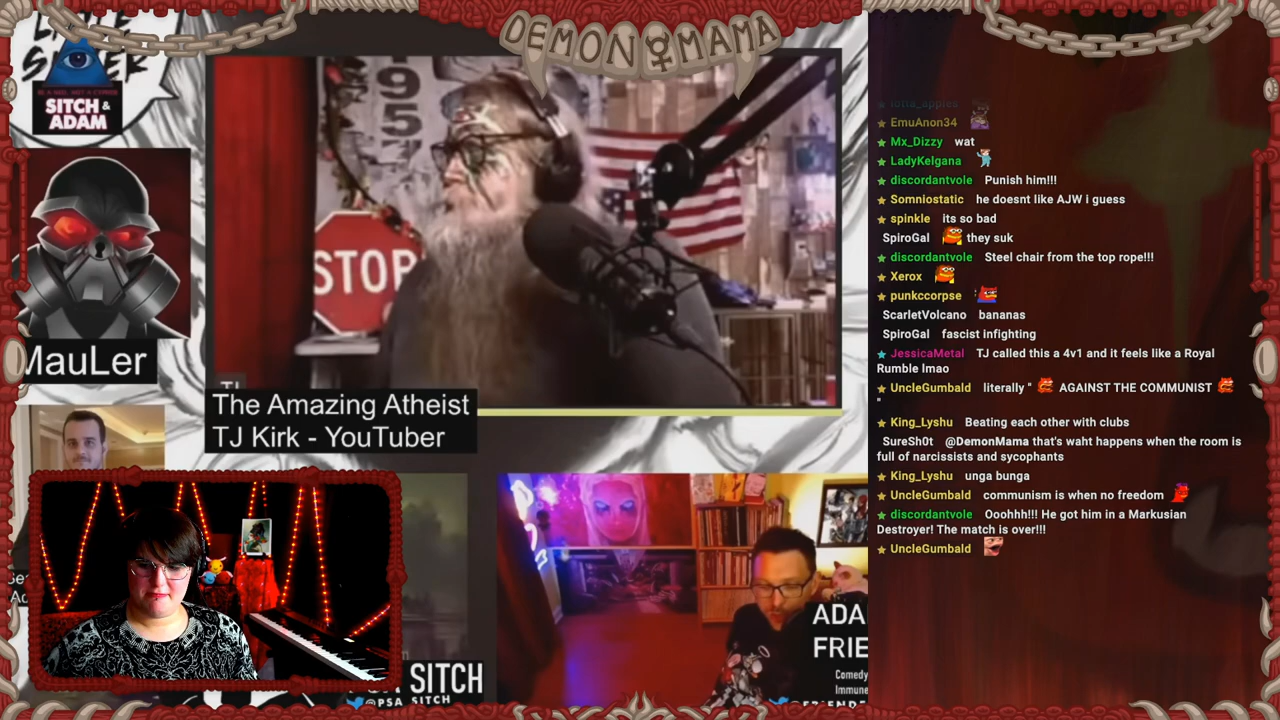 DEMON MAMA
SITCH &
ADAM
MauLer
STOP
The Amazing Atheist
TJ Kirk - YouTuber
PSA SITCH
@PSA_SITCH
ADA
FRIE
Comedy
Immune
lotta_apples
EmuAnon34
Mx_Dizzy wat
LadyKelgana
discordantvole Punish him!!!
Somniostatic he doesnt like AJW i guess
spinkle its so bad
SpiroGal they suk
discordantvole Steel chair from the top rope!!!
Xerox
punkccorpse
ScarletVolcano bananas
SpiroGal fascist infighting
JessicaMetal TJ called this a 4v1 and it feels like a Royal
Rumble lmao
UncleGumbald literally " AGAINST THE COMMUNIST
"
King_Lyshu Beating each other with clubs
SureSh0t @DemonMama that's waht happens when the room is
full of narcissists and sycophants
King_Lyshu unga bunga
UncleGumbald communism is when no freedom
discordantvole Ooohhh!!! He got him in a Markusian
Destroyer! The match is over!!!
UncleGumbald